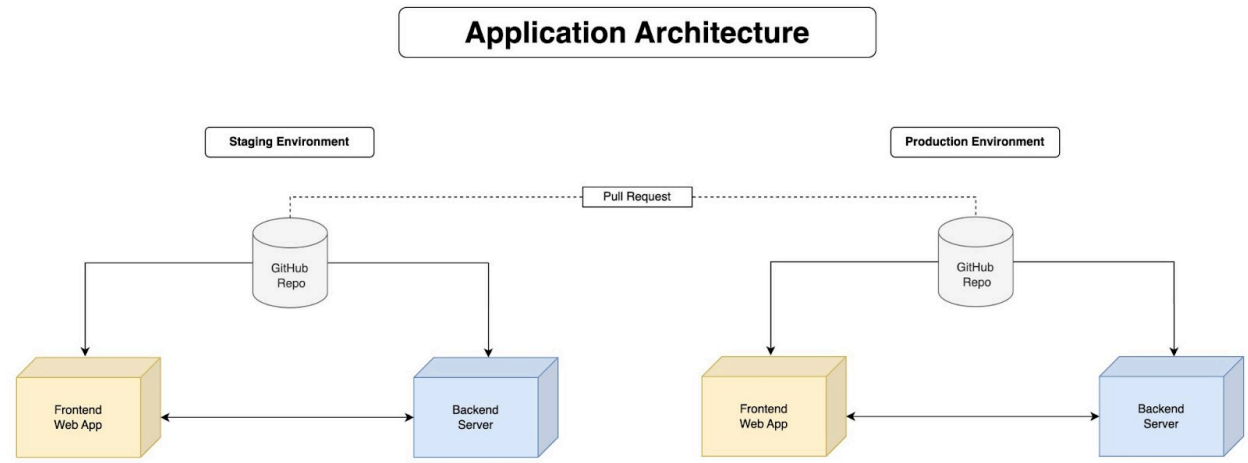 Application Architecture
Staging Environment
Production Environment
Pull Request
GitHub
Repo
GitHub
Repo
Frontend
Web App
Backend
Server
Frontend
Web App
Backend
Server